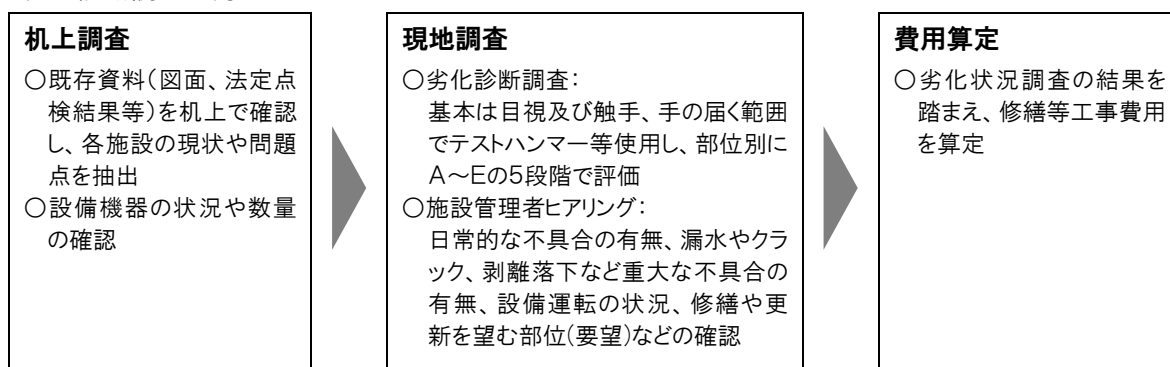 机上調査
○既存資料(図面、法定点
検結果等)を机上で確認
し、各施設の現状や問題
点を抽出
○設備機器の状況や数量
の確認
現地調査
○劣化診断調査:
基本は目視及び触手、手の届く範囲
でテストハンマー等使用し、部位別に
A~Eの5段階で評価
○施設管理者ヒアリング:
日常的な不具合の有無、漏水やクラ
ック、剥離落下など重大な不具合の
有無、設備運転の状況、修繕や更
新を望む部位(要望)などの確認
費用算定
○劣化状況調査の結果を
踏まえ、修繕等工事費用
を算定